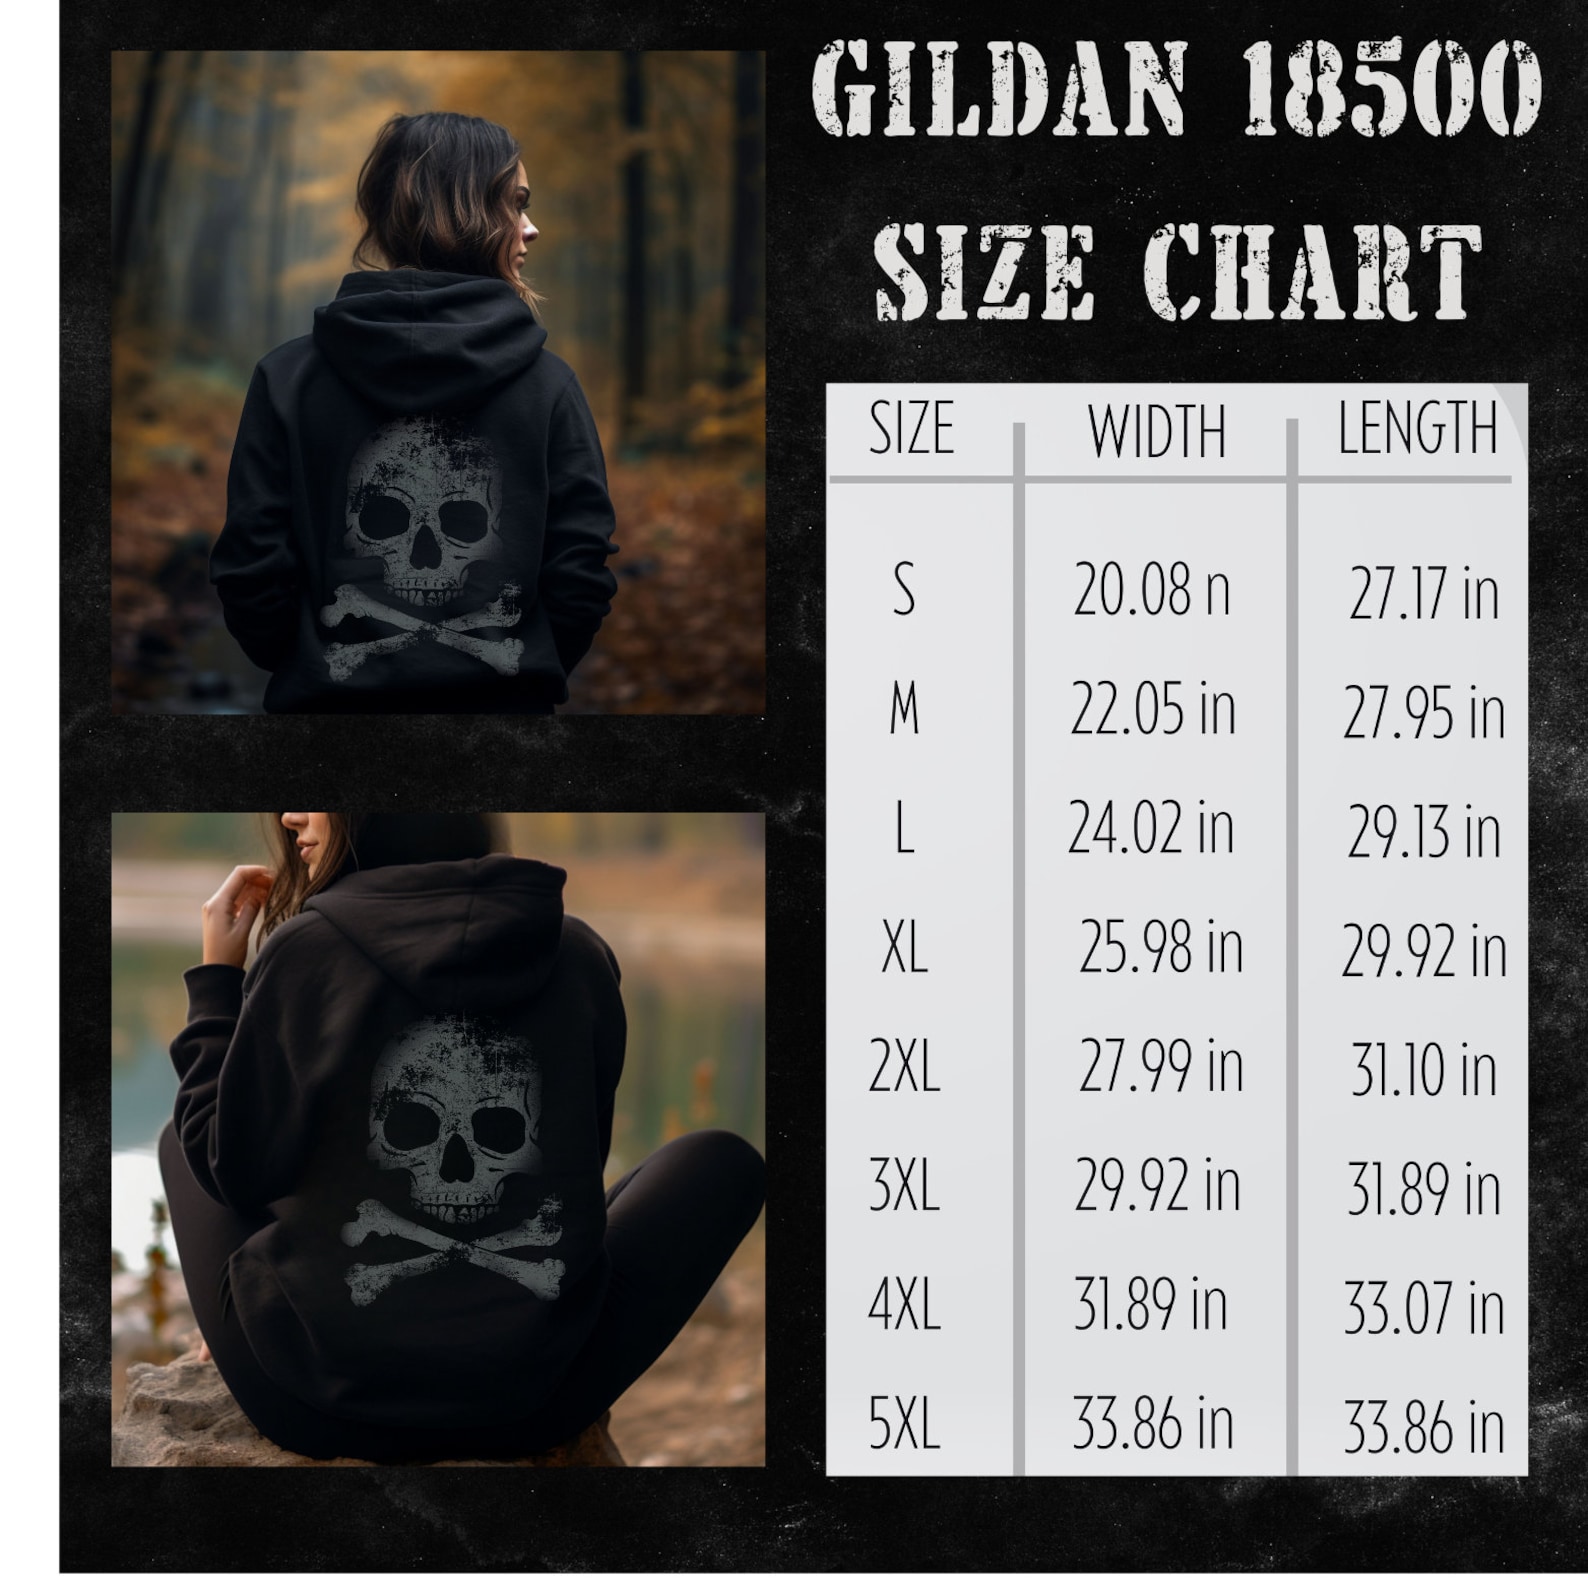 GILDAN 18500
SIZE CHART
SIZE WIDTH LENGTH
S 20.08 n 27.17 in
M 22.05 in 27.95 in
L 24.02 in 29.13 in
XL 25.98 in 29.92 in
2XL 27.99 in 31.10 in
3XL 29.92 in 31.89 in
4XL 31.89 in 33.07 in
5XL 33.86 in 33.86 in